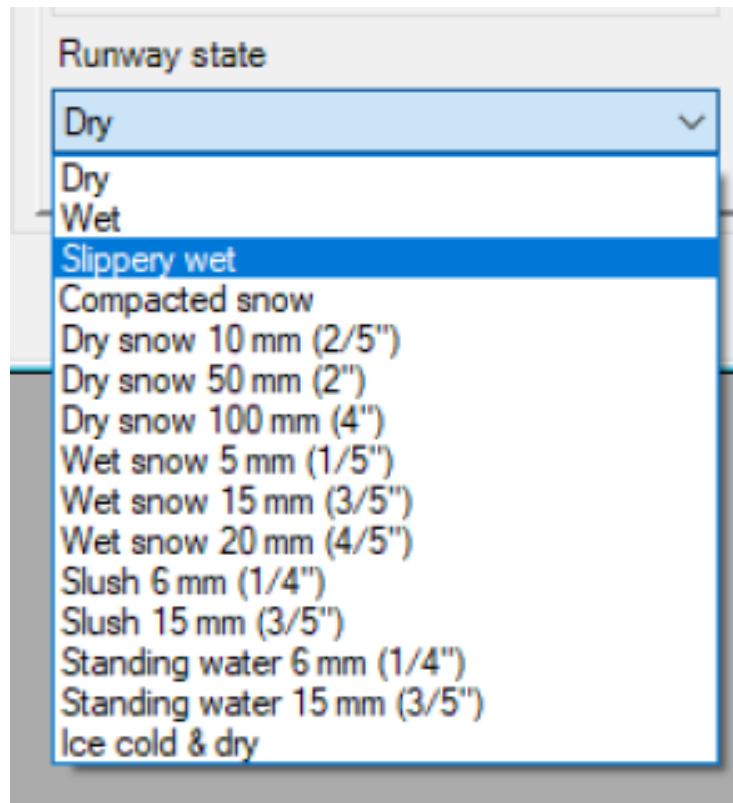 Runway state
Dry
Dry
Wet
Slippery wet
Compacted snow
Dry snow 10 mm (2/5")
Dry snow 50 mm (2")
Dry snow 100 mm (4")
Wet snow 5 mm (1/5")
Wet snow 15 mm (3/5")
Wet snow 20 mm (4/5")
Slush 6 mm (1/4")
Slush 15 mm (3/5")
Standing water 6 mm (1/4")
Standing water 15 mm (3/5")
Ice cold & dry